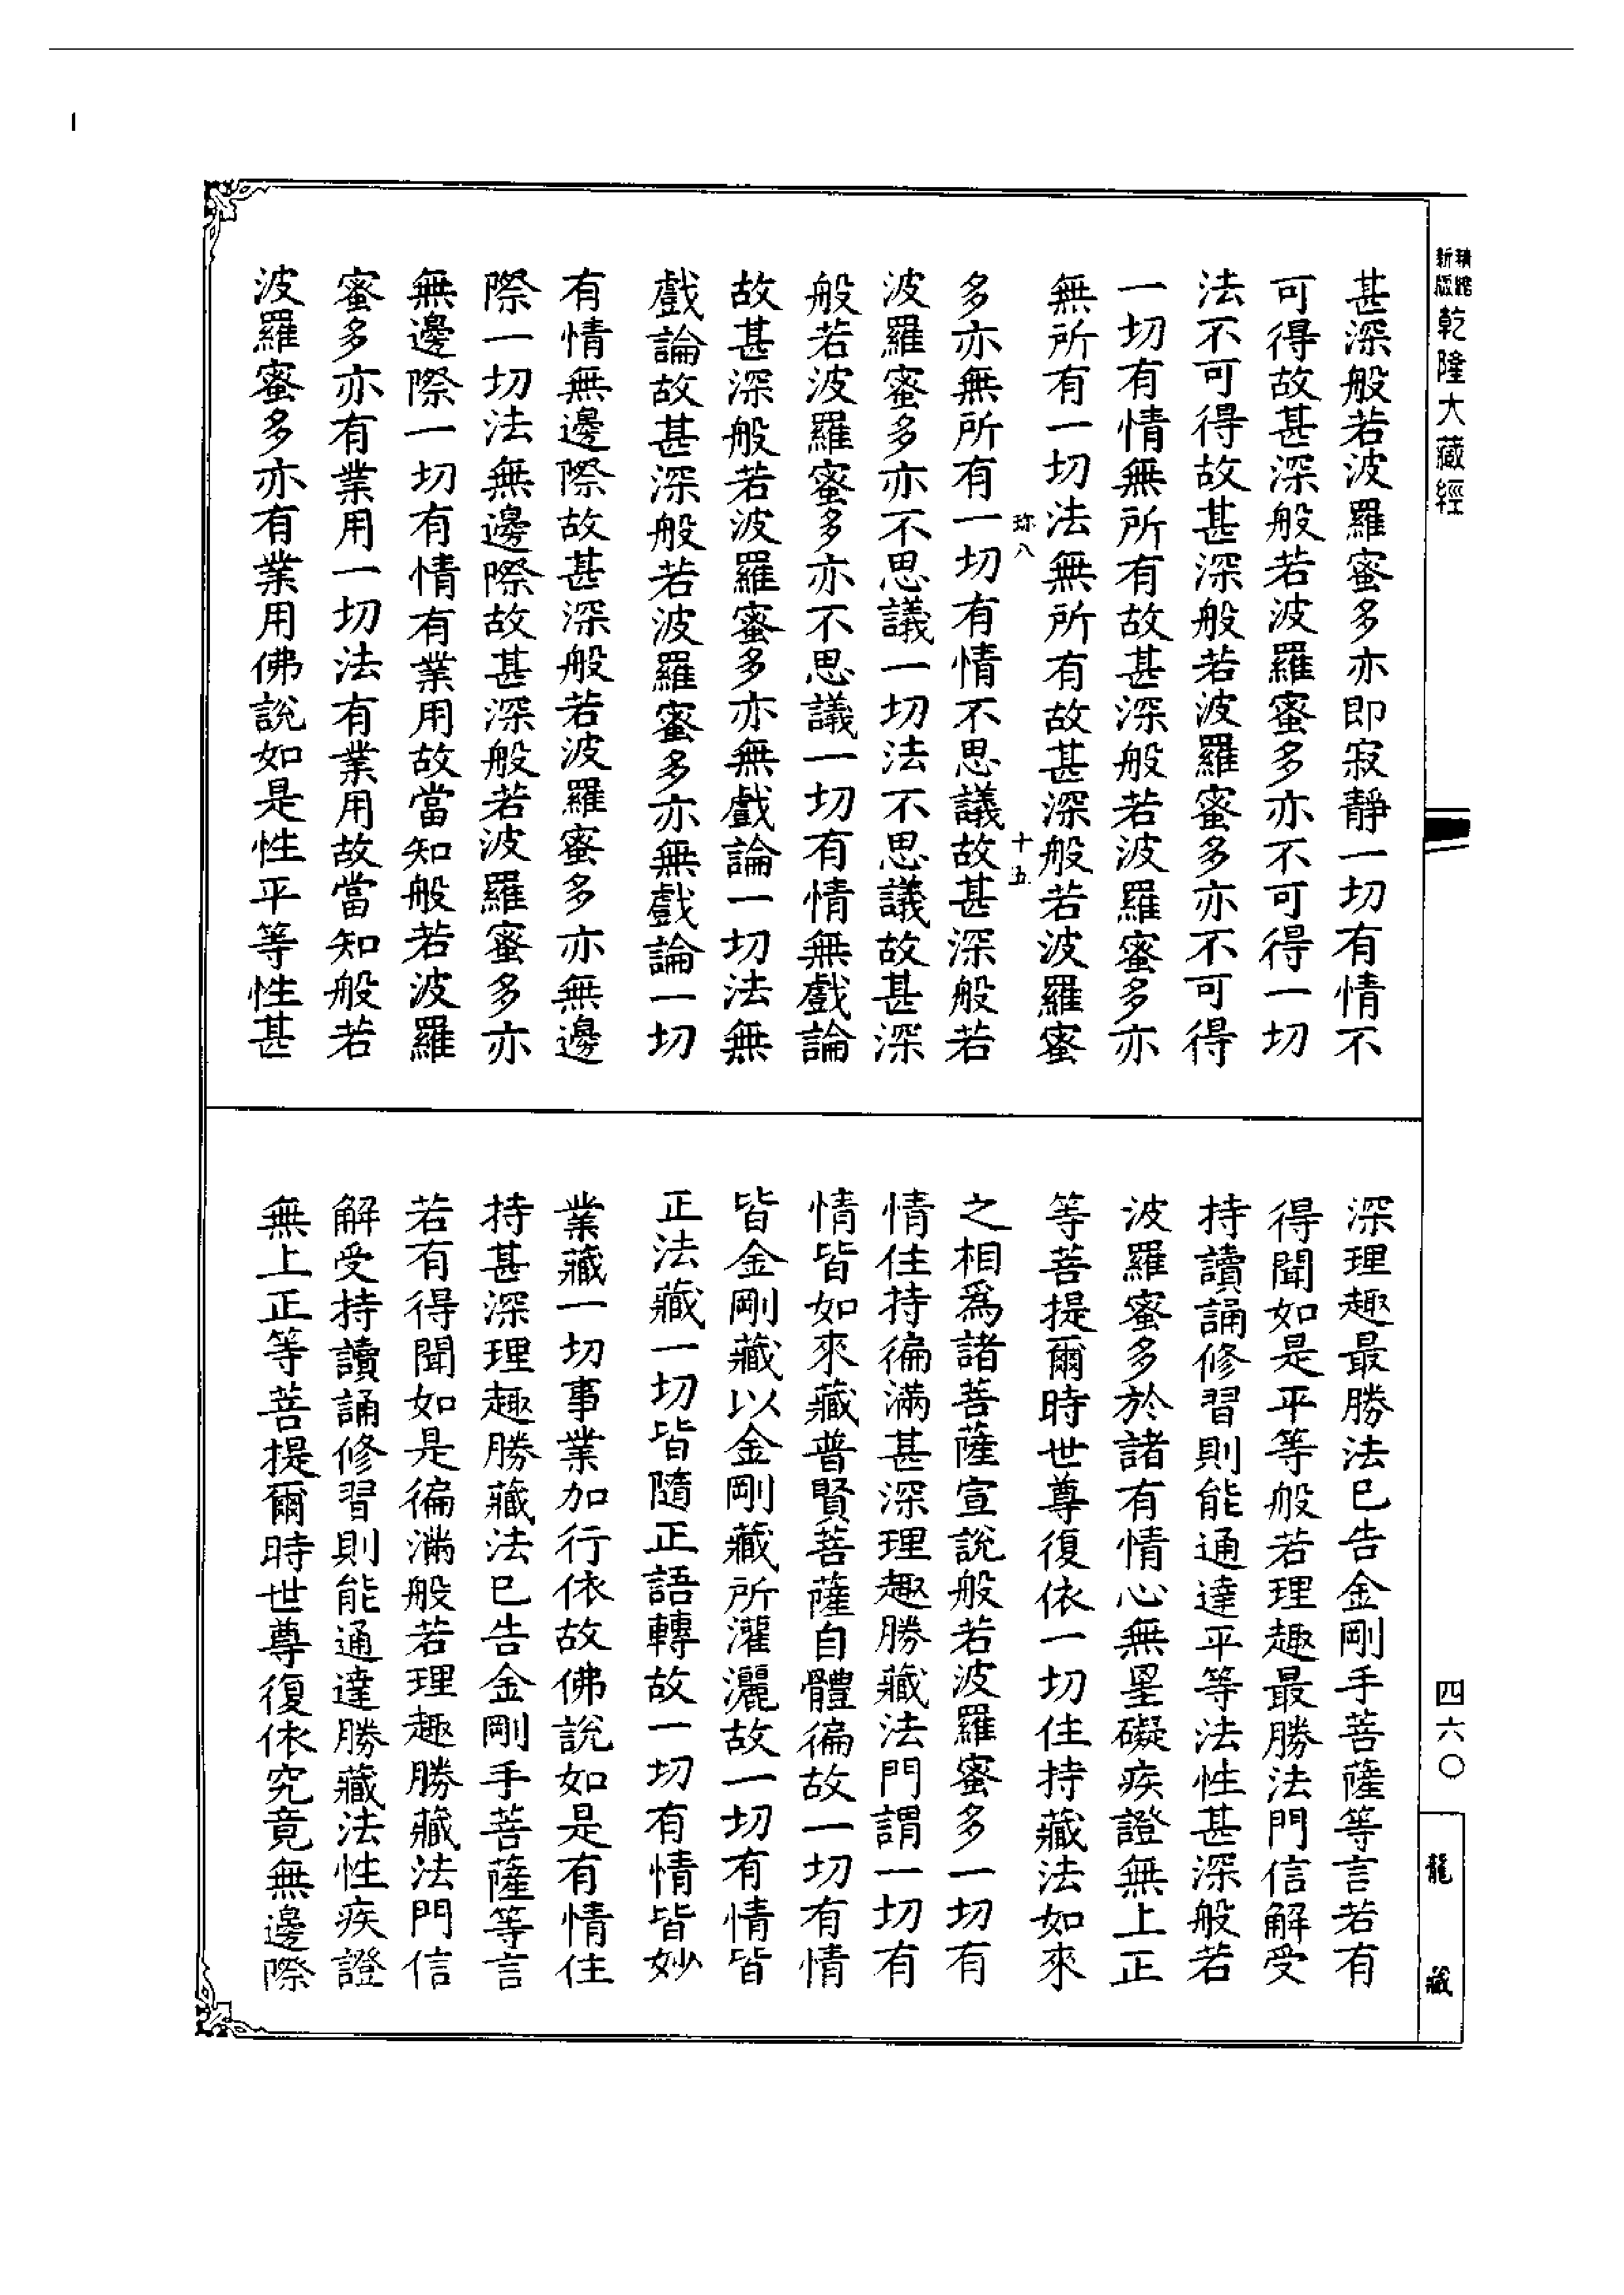 新版精縮乾隆大藏經
甚深般若波羅蜜多亦即寂靜一切有情不
可得故甚深般若波羅蜜多亦不可得一切
法不可得故甚深般若波羅蜜多亦不可得
一切有情無所有故甚深般若波羅蜜多亦
無所有一切法無所有故甚深般若波羅蜜
珎八 十五
多亦無所有一切有情不思議故甚深般若
波羅蜜多亦不思議一切法不思議故甚深
般若波羅蜜多亦不思議一切有情無戲論
故甚深般若波羅蜜多亦無戲論一切法無
戲論故甚深般若波羅蜜多亦無戲論一切
有情無邊際故甚深般若波羅蜜多亦無邊
際一切法無邊際故甚深般若波羅蜜多亦
無邊際一切有情有業用故當知般若波羅
蜜多亦有業用一切法有業用故當知般若
波羅蜜多亦有業用佛說如是性平等性甚
深理趣最勝法已告金剛手菩薩等言若有
得聞如是平等般若理趣最勝法門信解受
持讀誦修習則能通達平等法性甚深般若
波羅蜜多於諸有情心無罣礙疾證無上正
等菩提爾時世尊復依一切住持藏法如來
之相爲諸菩薩宣說般若波羅蜜多一切有
情住持徧滿甚深理趣勝藏法門謂一切有
情皆如來藏普賢菩薩自體徧故一切有情
皆金剛藏以金剛藏所灌灑故一切有情皆
正法藏一切皆隨正語轉故一切有情皆妙
業藏一切事業加行依故佛說如是有情住
持甚深理趣勝藏法已告金剛手菩薩等言
若有得聞如是徧滿般若理趣勝藏法門信
解受持讀誦修習則能通達勝藏法性疾證
無上正等菩提爾時世尊復依究竟無邊際
四六〇
龍藏